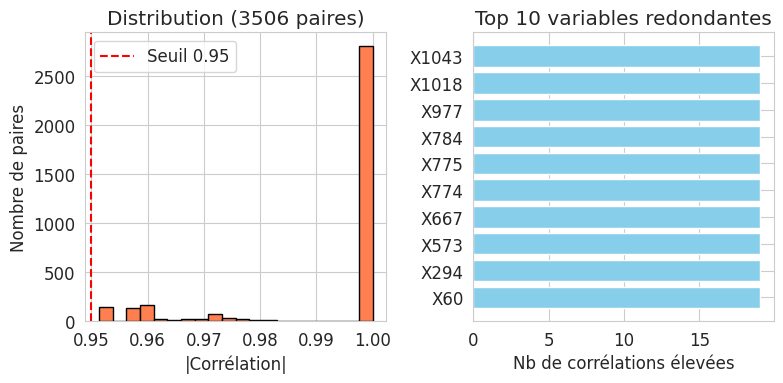 Distribution (3506 paires)
Seuil 0.95
Nombre de paires
2500
2000
1500
1000
500
0
0.95 0.96 0.97 0.98 0.99 1.00
|Corrélation|
Top 10 variables redondantes
X1043
X1018
X977
X784
X775
X774
X667
X573
X294
X60
0 5 10 15
Nb de corrélations élevées